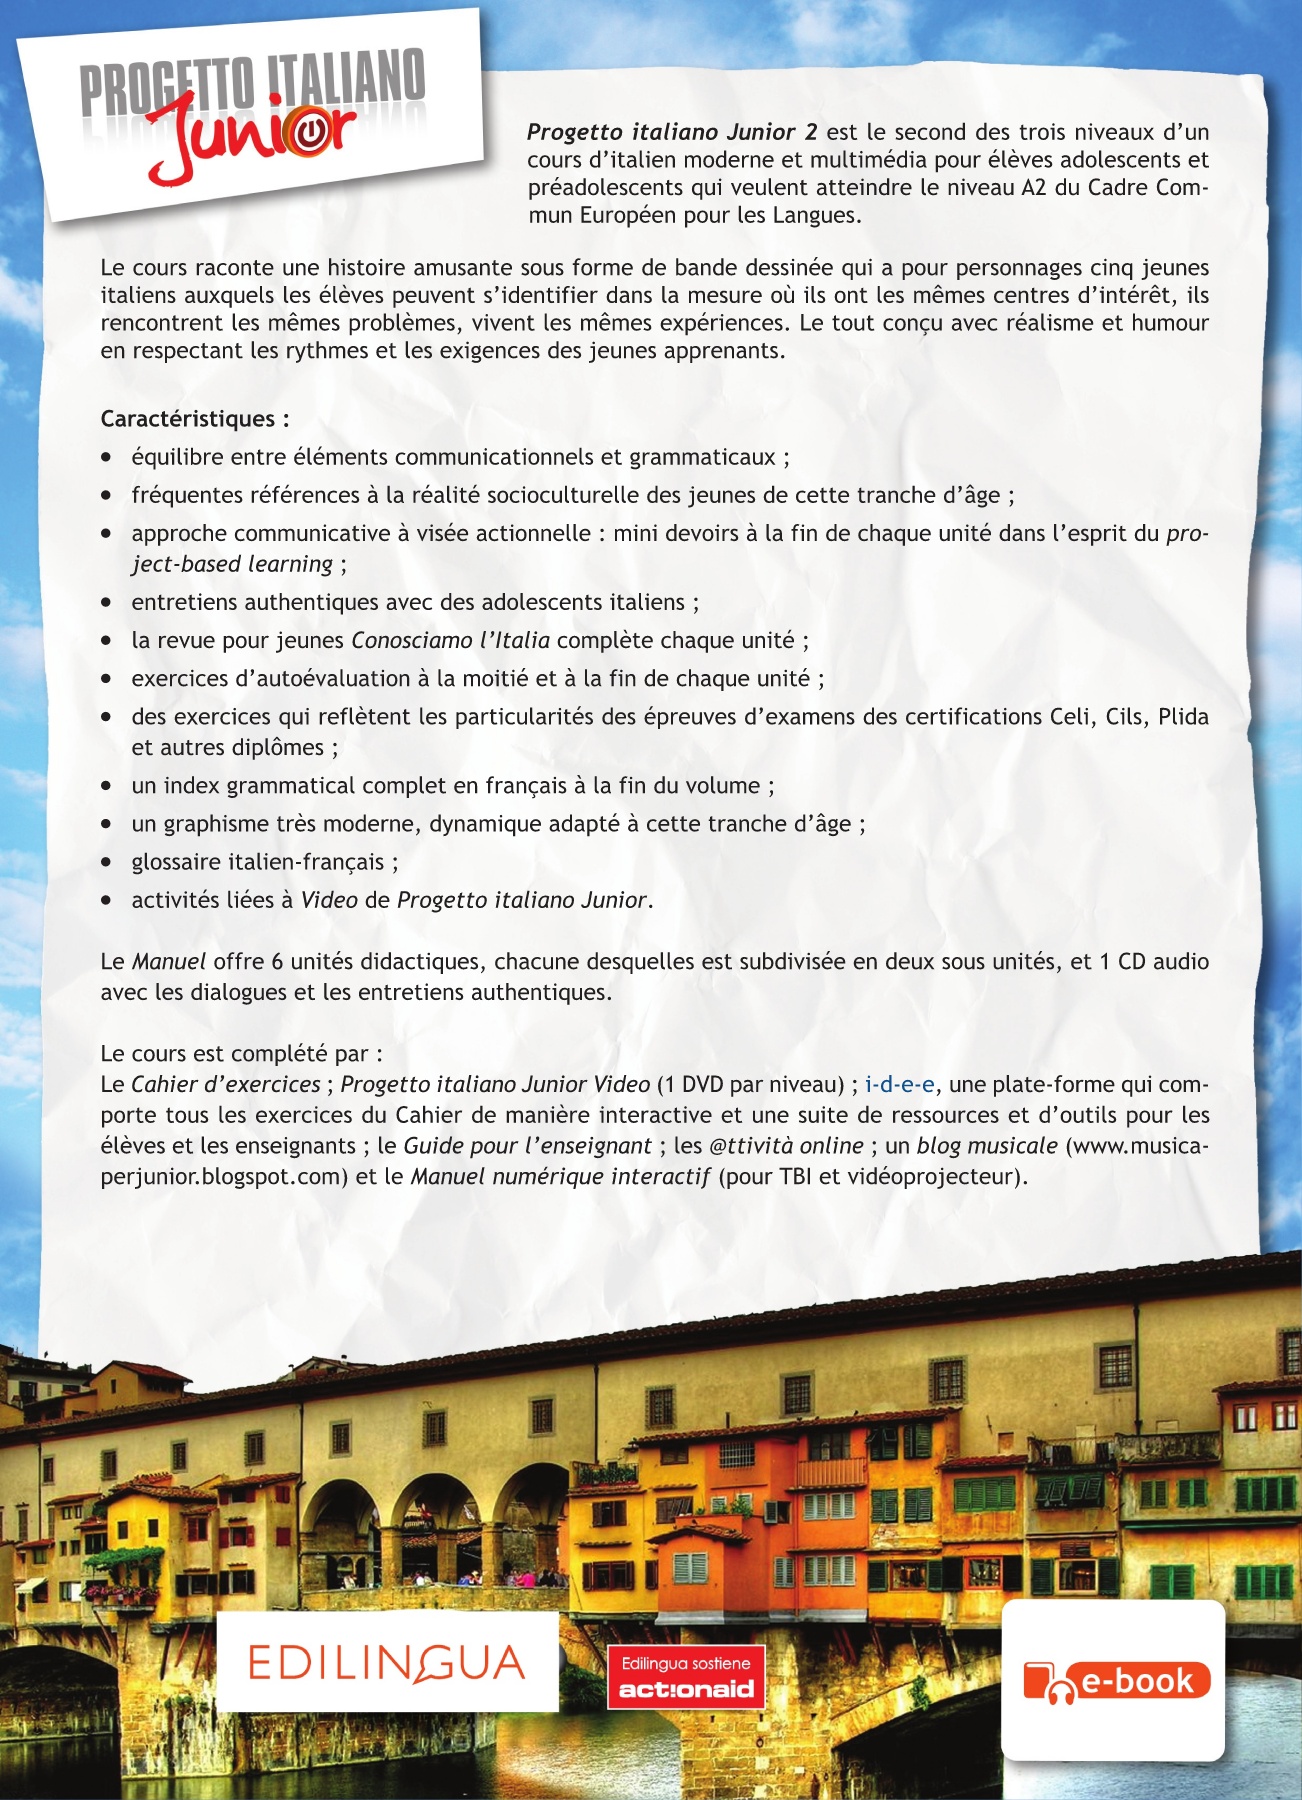 PROGETTO ITALIANO
Junior
Progetto italiano Junior 2 est le second des trois niveaux d’un
cours d’italien moderne et multimédia pour élèves adolescents et
préadolescents qui veulent atteindre le niveau A2 du Cadre Com-
mun Européen pour les Langues.
Le cours raconte une histoire amusante sous forme de bande dessinée qui a pour personnages cinq jeunes
italiens auxquels les élèves peuvent s’identifier dans la mesure où ils ont les mêmes centres d’intérêt, ils
rencontrent les mêmes problèmes, vivent les mêmes expériences. Le tout conçu avec réalisme et humour
en respectant les rythmes et les exigences des jeunes apprenants.
Caractéristiques :
• équilibre entre éléments communicationnels et grammaticaux ;
• fréquentes références à la réalité socioculturelle des jeunes de cette tranche d’âge ;
• approche communicative à visée actionnelle : mini devoirs à la fin de chaque unité dans l’esprit du pro-
ject-based learning ;
• entretiens authentiques avec des adolescents italiens ;
• la revue pour jeunes Conosciamo l’Italia complète chaque unité ;
• exercices d’autoévaluation à la moitié et à la fin de chaque unité ;
• des exercices qui reflètent les particularités des épreuves d’examens des certifications Celi, Cils, Plida
et autres diplômes ;
• un index grammatical complet en français à la fin du volume ;
• un graphisme très moderne, dynamique adapté à cette tranche d’âge ;
• glossaire italien-français ;
• activités liées à Video de Progetto italiano Junior.
Le Manuel offre 6 unités didactiques, chacune desquelles est subdivisée en deux sous unités, et 1 CD audio
avec les dialogues et les entretiens authentiques.
Le cours est complété par :
Le Cahier d’exercices ; Progetto italiano Junior Video (1 DVD par niveau) ; i-d-e-e, une plate-forme qui com-
porte tous les exercices du Cahier de manière interactive et une suite de ressources et d’outils pour les
élèves et les enseignants ; le Guide pour l’enseignant ; les @ttività online ; un blog musicale (www.musica-
perjunior.blogspot.com) et le Manuel numérique interactif (pour TBI et vidéoprojecteur).
EDILINGUA
Edilingua sostiene
act!onaid
e-book